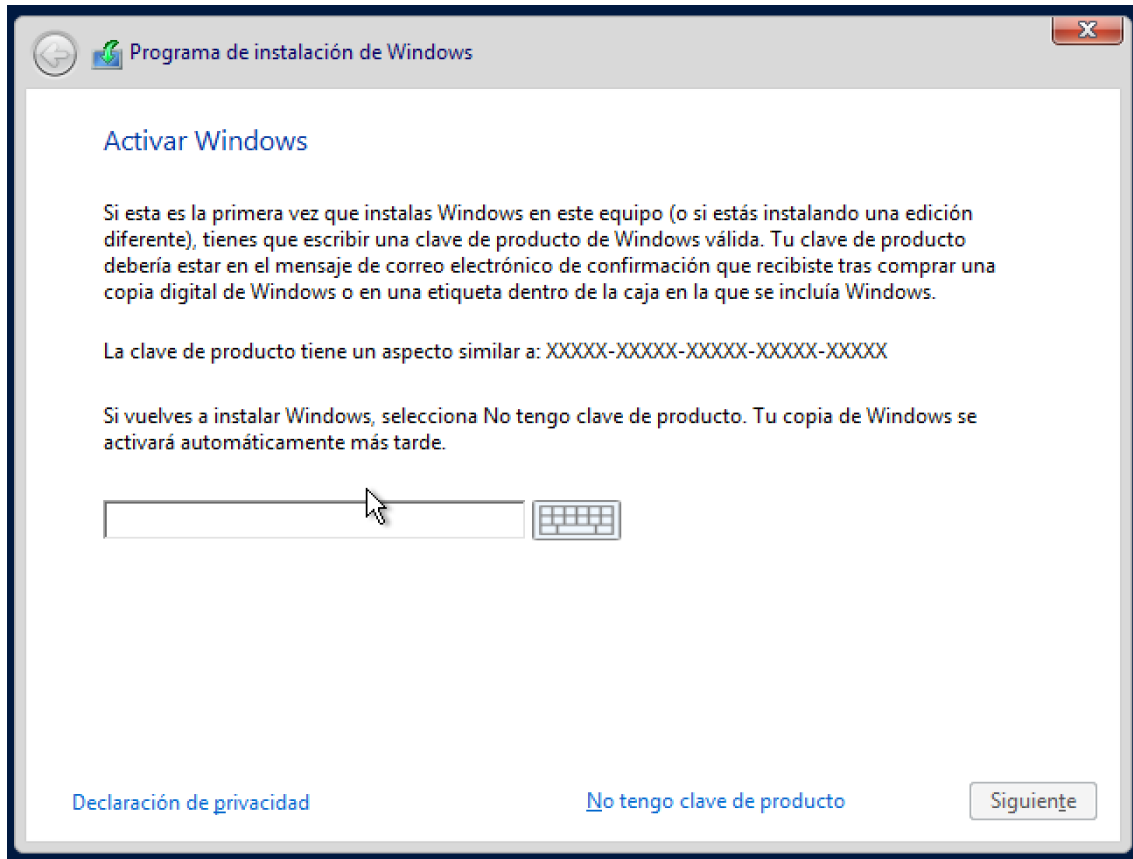 Programa de instalación de Windows
Activar Windows
Si esta es la primera vez que instalas Windows en este equipo (o si estás instalando una edición
diferente), tienes que escribir una clave de producto de Windows válida. Tu clave de producto
debería estar en el mensaje de correo electrónico de confirmación que recibiste tras comprar una
copia digital de Windows o en una etiqueta dentro de la caja en la que se incluía Windows.
La clave de producto tiene un aspecto similar a: XXXXX-XXXXX-XXXXX-XXXXX-XXXXX
Si vuelves a instalar Windows, selecciona No tengo clave de producto. Tu copia de Windows se
activará automáticamente más tarde.
Declaración de privacidad
No tengo clave de producto
Siguiente